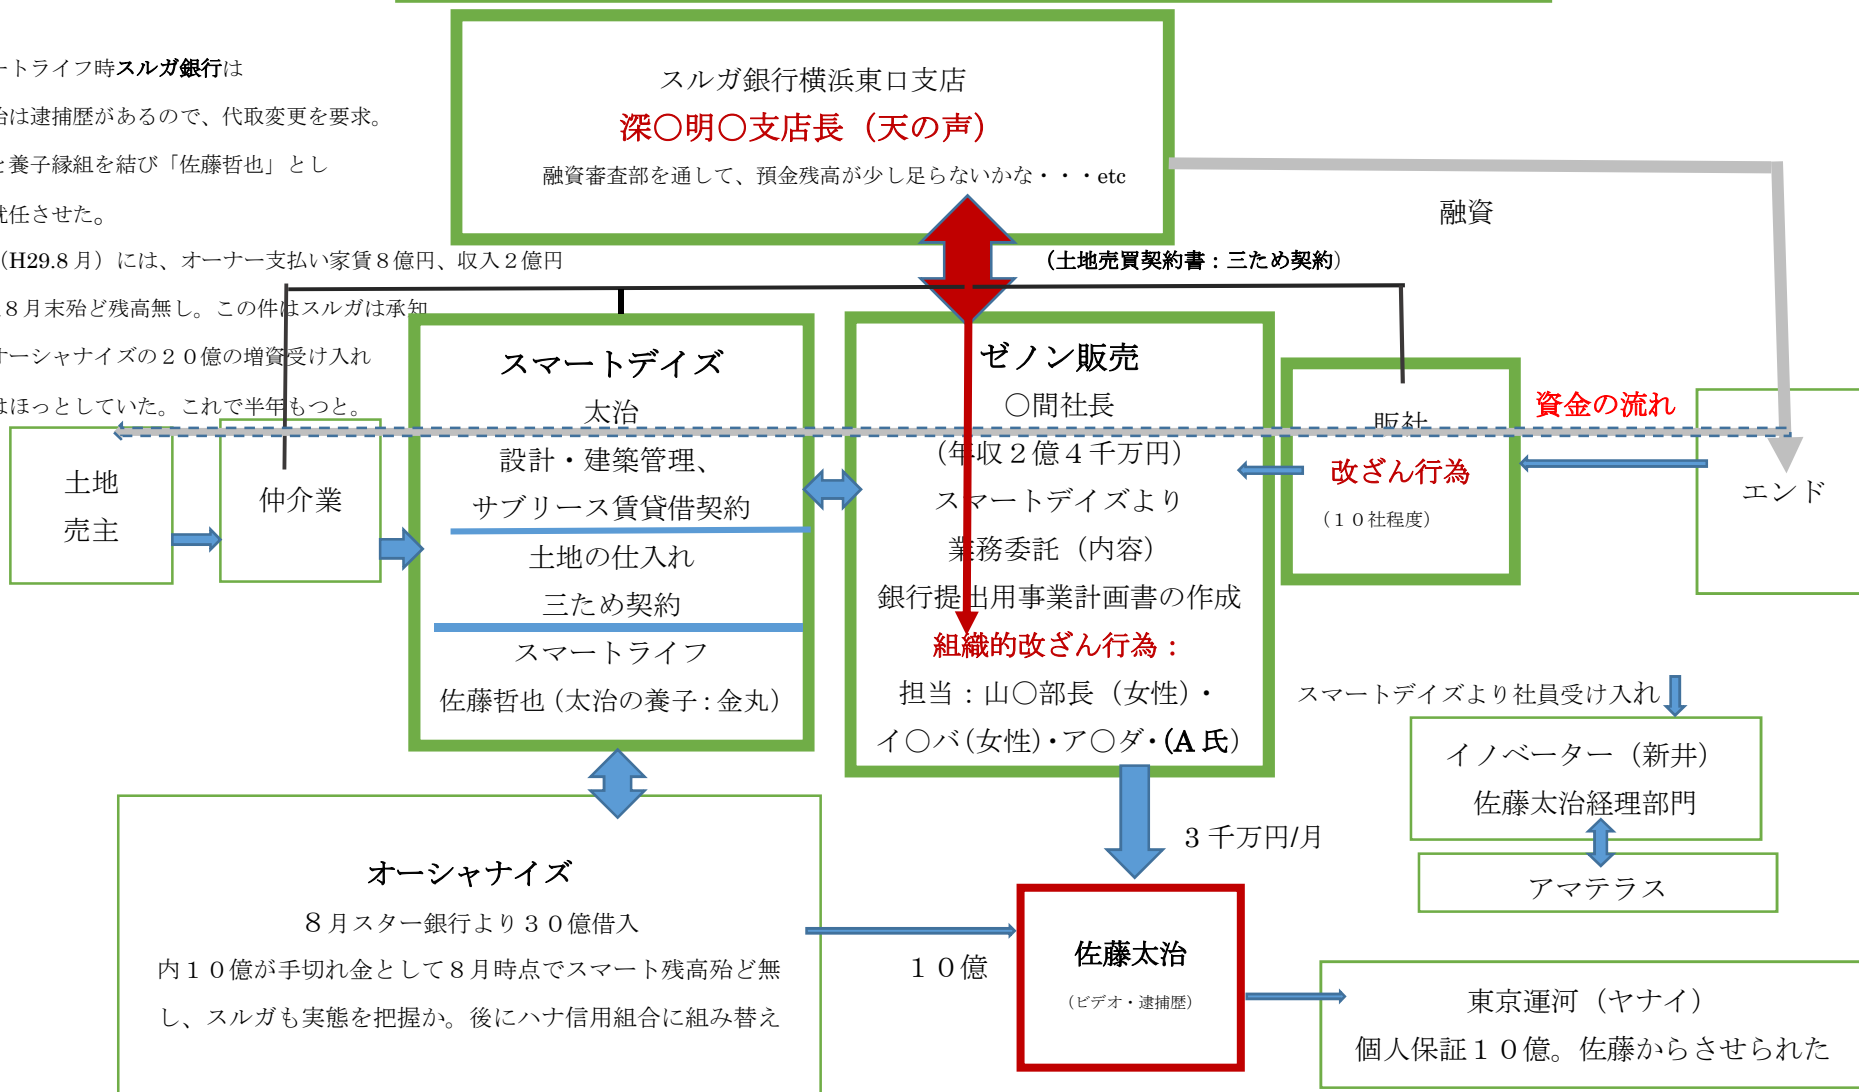 ートライフ時スルガ銀行は
治は逮捕歴があるので、代取変更を要求。
と養子縁組を結び「佐藤哲也」とし
就任させた。
（H29.8月）には、オーナー支払い家賃８億円、収入２億円
８月末殆ど残高無し。この件はスルガは承知
オーシャナイズの２０億の増資受け入れ
はほっとしていた。これで半年もつと。
スルガ銀行横浜東口支店
深〇明〇支店長（天の声）
融資審査部を通して、預金残高が少し足らないかな・・・etc
融資
（土地売買契約書：三ため契約）
資金の流れ
土地
売主
仲介業
スマートデイズ
太治
設計・建築管理、
サブリース賃貸借契約
土地の仕入れ
三ため契約
スマートライフ
佐藤哲也（太治の養子：金丸）
ゼノン販売
〇間社長
（年収２億４千万円）
スマートデイズより
業務委託（内容）
銀行提出用事業計画書の作成
組織的改ざん行為：
担当：山〇部長（女性）・
イ〇バ（女性）・ア〇ダ・（A 氏）
販社
改ざん行為
（１０社程度）
エンド
スマートデイズより社員受け入れ
イノベーター（新井）
佐藤太治経理部門
アマテラス
オーシャナイズ
８月スター銀行より３０億借入
内１０億が手切れ金として８月時点でスマート残高殆ど無
し、スルガも実態を把握か。後にハナ信用組合に組み替え
１０億
３千万円/月
佐藤太治
（ビデオ・逮捕歴）
東京運河（ヤナイ）
個人保証１０億。佐藤からさせられた